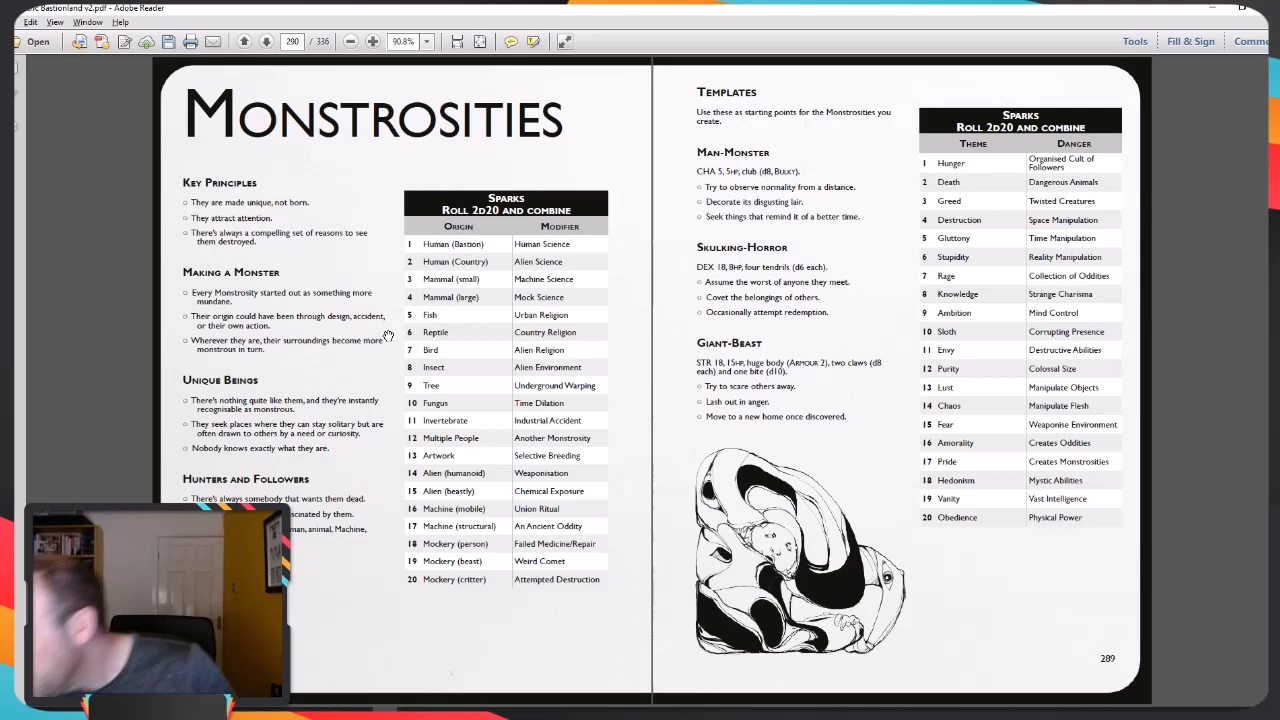 Bastionland v2.pdf - Adobe Reader
Edit View Window Help
Open 290 / 336 90.8% Tools Fill & Sign
MONSTROSITIES
KEY PRINCIPLES
○ They are made unique, not born.
○ They attract attention.
○ There's always a compelling set of reasons to see
them destroyed.
MAKING A MONSTER
○ Every Monstrosity started out as something more
mundane.
○ Their origin could have been through design, accident,
or their own action.
○ Wherever they are, their surroundings become more
monstrous in turn.
UNIQUE BEINGS
○ There's nothing quite like them, and they're instantly
recognisable as monstrous.
○ They seek places where they can stay solitary but are
often drawn to others by a need or curiosity.
○ Nobody knows exactly what they are.
HUNTERS AND FOLLOWERS
○ There's always somebody that wants them dead.
by them.
animal, Machine,
SPARKS
ROLL 2D20 AND COMBINE
ORIGIN MODIFIER
1 Human (Bastion) Human Science
2 Human (Country) Alien Science
3 Mammal (small) Machine Science
4 Mammal (large) Mock Science
5 Fish Urban Religion
6 Reptile Country Religion
7 Bird Alien Religion
8 Insect Alien Environment
9 Tree Underground Warping
10 Fungus Time Dilation
11 Invertebrate Industrial Accident
12 Multiple People Another Monstrosity
13 Artwork Selective Breeding
14 Alien (humanoid) Weaponisation
15 Alien (beastly) Chemical Exposure
16 Machine (mobile) Union Ritual
17 Machine (structural) An Ancient Oddity
18 Mockery (person) Failed Medicine/Repair
19 Mockery (beast) Weird Comet
20 Mockery (critter) Attempted Destruction
TEMPLATES
Use these as starting points for the Monstrosities you
create.
MAN-MONSTER
CHA 5, 5HP, club (d8, BULKY).
○ Try to observe normality from a distance.
○ Decorate its disgusting lair.
○ Seek things that remind it of a better time.
SKULKING-HORROR
DEX 18, 8HP, four tendrils (d6 each).
○ Assume the worst of anyone they meet.
○ Covet the belongings of others.
○ Occasionally attempt redemption.
GIANT-BEAST
STR 18, 15HP, huge body (ARMOUR 2), two claws (d8
each) and one bite (d10).
○ Try to scare others away.
○ Lash out in anger.
○ Move to a new home once discovered.
SPARKS
ROLL 2D20 AND COMBINE
THEME DANGER
1 Hunger Organised Cult of
Followers
2 Death Dangerous Animals
3 Greed Twisted Creatures
4 Destruction Space Manipulation
5 Gluttony Time Manipulation
6 Stupidity Reality Manipulation
7 Rage Collection of Oddities
8 Knowledge Strange Charisma
9 Ambition Mind Control
10 Sloth Corrupting Presence
11 Envy Destructive Abilities
12 Purity Colossal Size
13 Lust Manipulate Objects
14 Chaos Manipulate Flesh
15 Fear Weaponise Environment
16 Amorality Creates Oddities
17 Pride Creates Monstrosities
18 Hedonism Mystic Abilities
19 Vanity Vast Intelligence
20 Obedience Physical Power
289